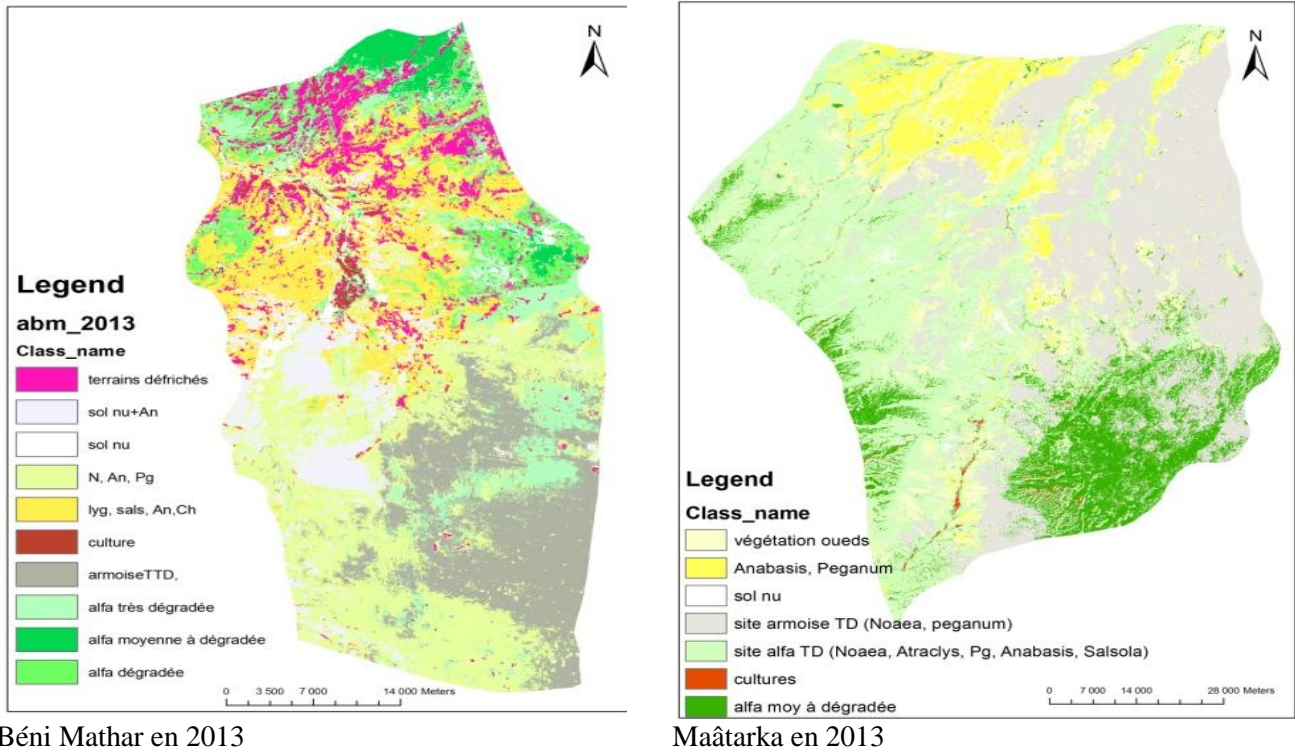 N
Legend
abm_2013
Class_name
terrains défrichés
sol nu+An
sol nu
N, An, Pg
lyg, sals, An,Ch
culture
armoiseTTD,
alfa très dégradée
alfa moyenne à dégradée
alfa dégradée
0 3 500 7 000 14 000 Meters
Béni Mathar en 2013
N
Legend
Class_name
végétation oueds
Anabasis, Peganum
sol nu
site armoise TD (Noaea, peganum)
site alfa TD (Noaea, Atraclys, Pg, Anabasis, Salsola)
cultures
alfa moy à dégradée
0 7 000 14 000 28 000 Meters
Maâtarka en 2013